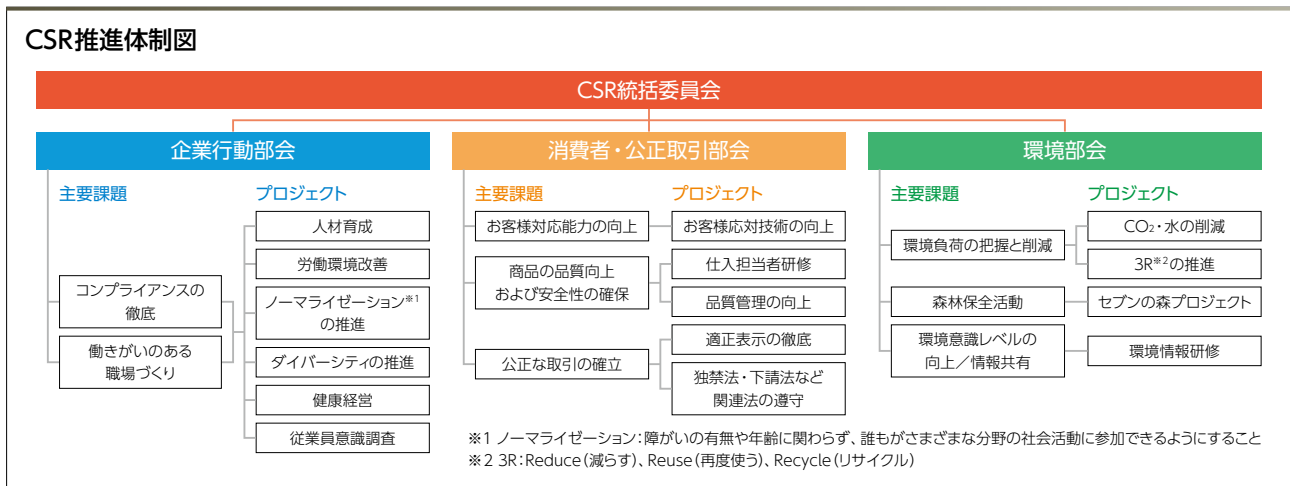 CSR推進体制図
CSR統括委員会
企業行動部会
主要課題
プロジェクト
コンプライアンスの
徹底
働きがいのある
職場づくり
人材育成
労働環境改善
ノーマライゼーション※1
の推進
ダイバーシティの推進
健康経営
従業員意識調査
消費者・公正取引部会
主要課題
プロジェクト
お客様対応能力の向上
お客様応対技術の向上
商品の品質向上
および安全性の確保
仕入担当者研修
品質管理の向上
公正な取引の確立
適正表示の徹底
独禁法・下請法など
関連法の遵守
環境部会
主要課題
プロジェクト
環境負荷の把握と削減
CO2・水の削減
3R※2の推進
森林保全活動
セブンの森プロジェクト
環境意識レベルの
向上／情報共有
環境情報研修
※1 ノーマライゼーション：障がいの有無や年齢に関わらず、誰もがさまざまな分野の社会活動に参加できるようにすること
※2 3R：Reduce（減らす）、Reuse（再度使う）、Recycle（リサイクル）